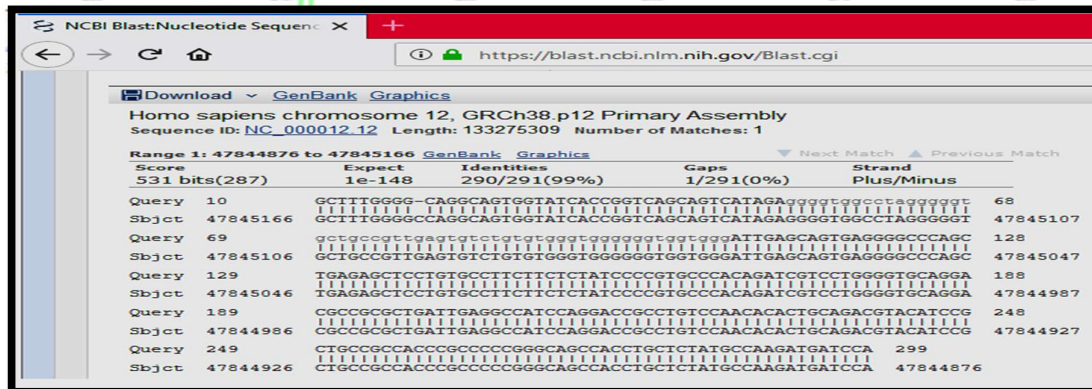 NCBI Blast:Nucleotide Sequenc
https://blast.ncbi.nlm.nih.gov/Blast.cgi
Download GenBank Graphics
Homo sapiens chromosome 12, GRCh38.p12 Primary Assembly
Sequence ID: NC_000012.12 Length: 133275309 Number of Matches: 1
Range 1: 47844876 to 47845166 GenBank Graphics Next Match Previous Match
Score Expect Identities Gaps Strand
531 bits(287) 1e-148 290/291(99%) 1/291(0%) Plus/Minus
Query 10 GCTTTGGGG-CAGGCAGTGGTATCACCGGTCAGCAGTCATAGAggggtggcctagggggt 68
Sbjct 47845166 GCTTTGGGGCCAGGCAGTGGTATCACCGGTCAGCAGTCATAGAGGGGTGGCCTAGGGGGT 47845107
Query 69 gctgccgttgagtgtctgtgtgggtggggggtggtgggATTGAGCAGTGAGGGGCCCAGC 128
Sbjct 47845106 GCTGCCGTTGAGTGTCTGTGTGGGTGGGGGGTGGTGGGATTGAGCAGTGAGGGGCCCAGC 47845047
Query 129 TGAGAGCTCCTGTGCCTTCTTCTCTATCCCCGTGCCCACAGATCGTCCTGGGGTGCAGGA 188
Sbjct 47845046 TGAGAGCTCCTGTGCCTTCTTCTCTATCCCCGTGCCCACAGATCGTCCTGGGGTGCAGGA 47844987
Query 189 CGCCGCGCTGATTGAGGCCATCCAGGACCGCCTGTCCAACACACTGCAGACGTACATCCG 248
Sbjct 47844986 CGCCGCGCTGATTGAGGCCATCCAGGACCGCCTGTCCAACACACTGCAGACGTACATCCG 47844927
Query 249 CTGCCGCCACCCGCCCCCGGGCAGCCACCTGCTCTATGCCAAGATGATCCA 299
Sbjct 47844926 CTGCCGCCACCCGCCCCCGGGCAGCCACCTGCTCTATGCCAAGATGATCCA 47844876